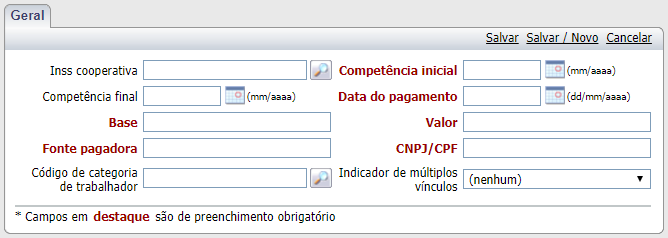 Geral
Salvar Salvar / Novo Cancelar
Inss cooperativa Competência inicial (mm/aaaa)
Competência final (mm/aaaa) Data do pagamento (dd/mm/aaaa)
Base Valor
Fonte pagadora CNPJ/CPF
Código de categoria de trabalhador
Indicador de múltiplos vínculos (nenhum)
* Campos em destaque são de preenchimento obrigatório